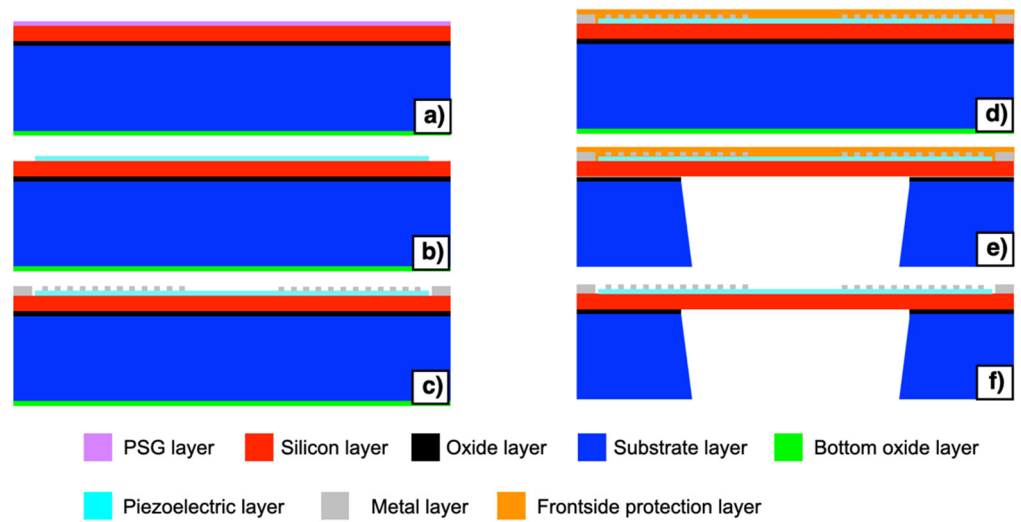 a)
b)
c)
d)
e)
f)
PSG layer Silicon layer Oxide layer Substrate layer Bottom oxide layer
Piezoelectric layer Metal layer Frontside protection layer